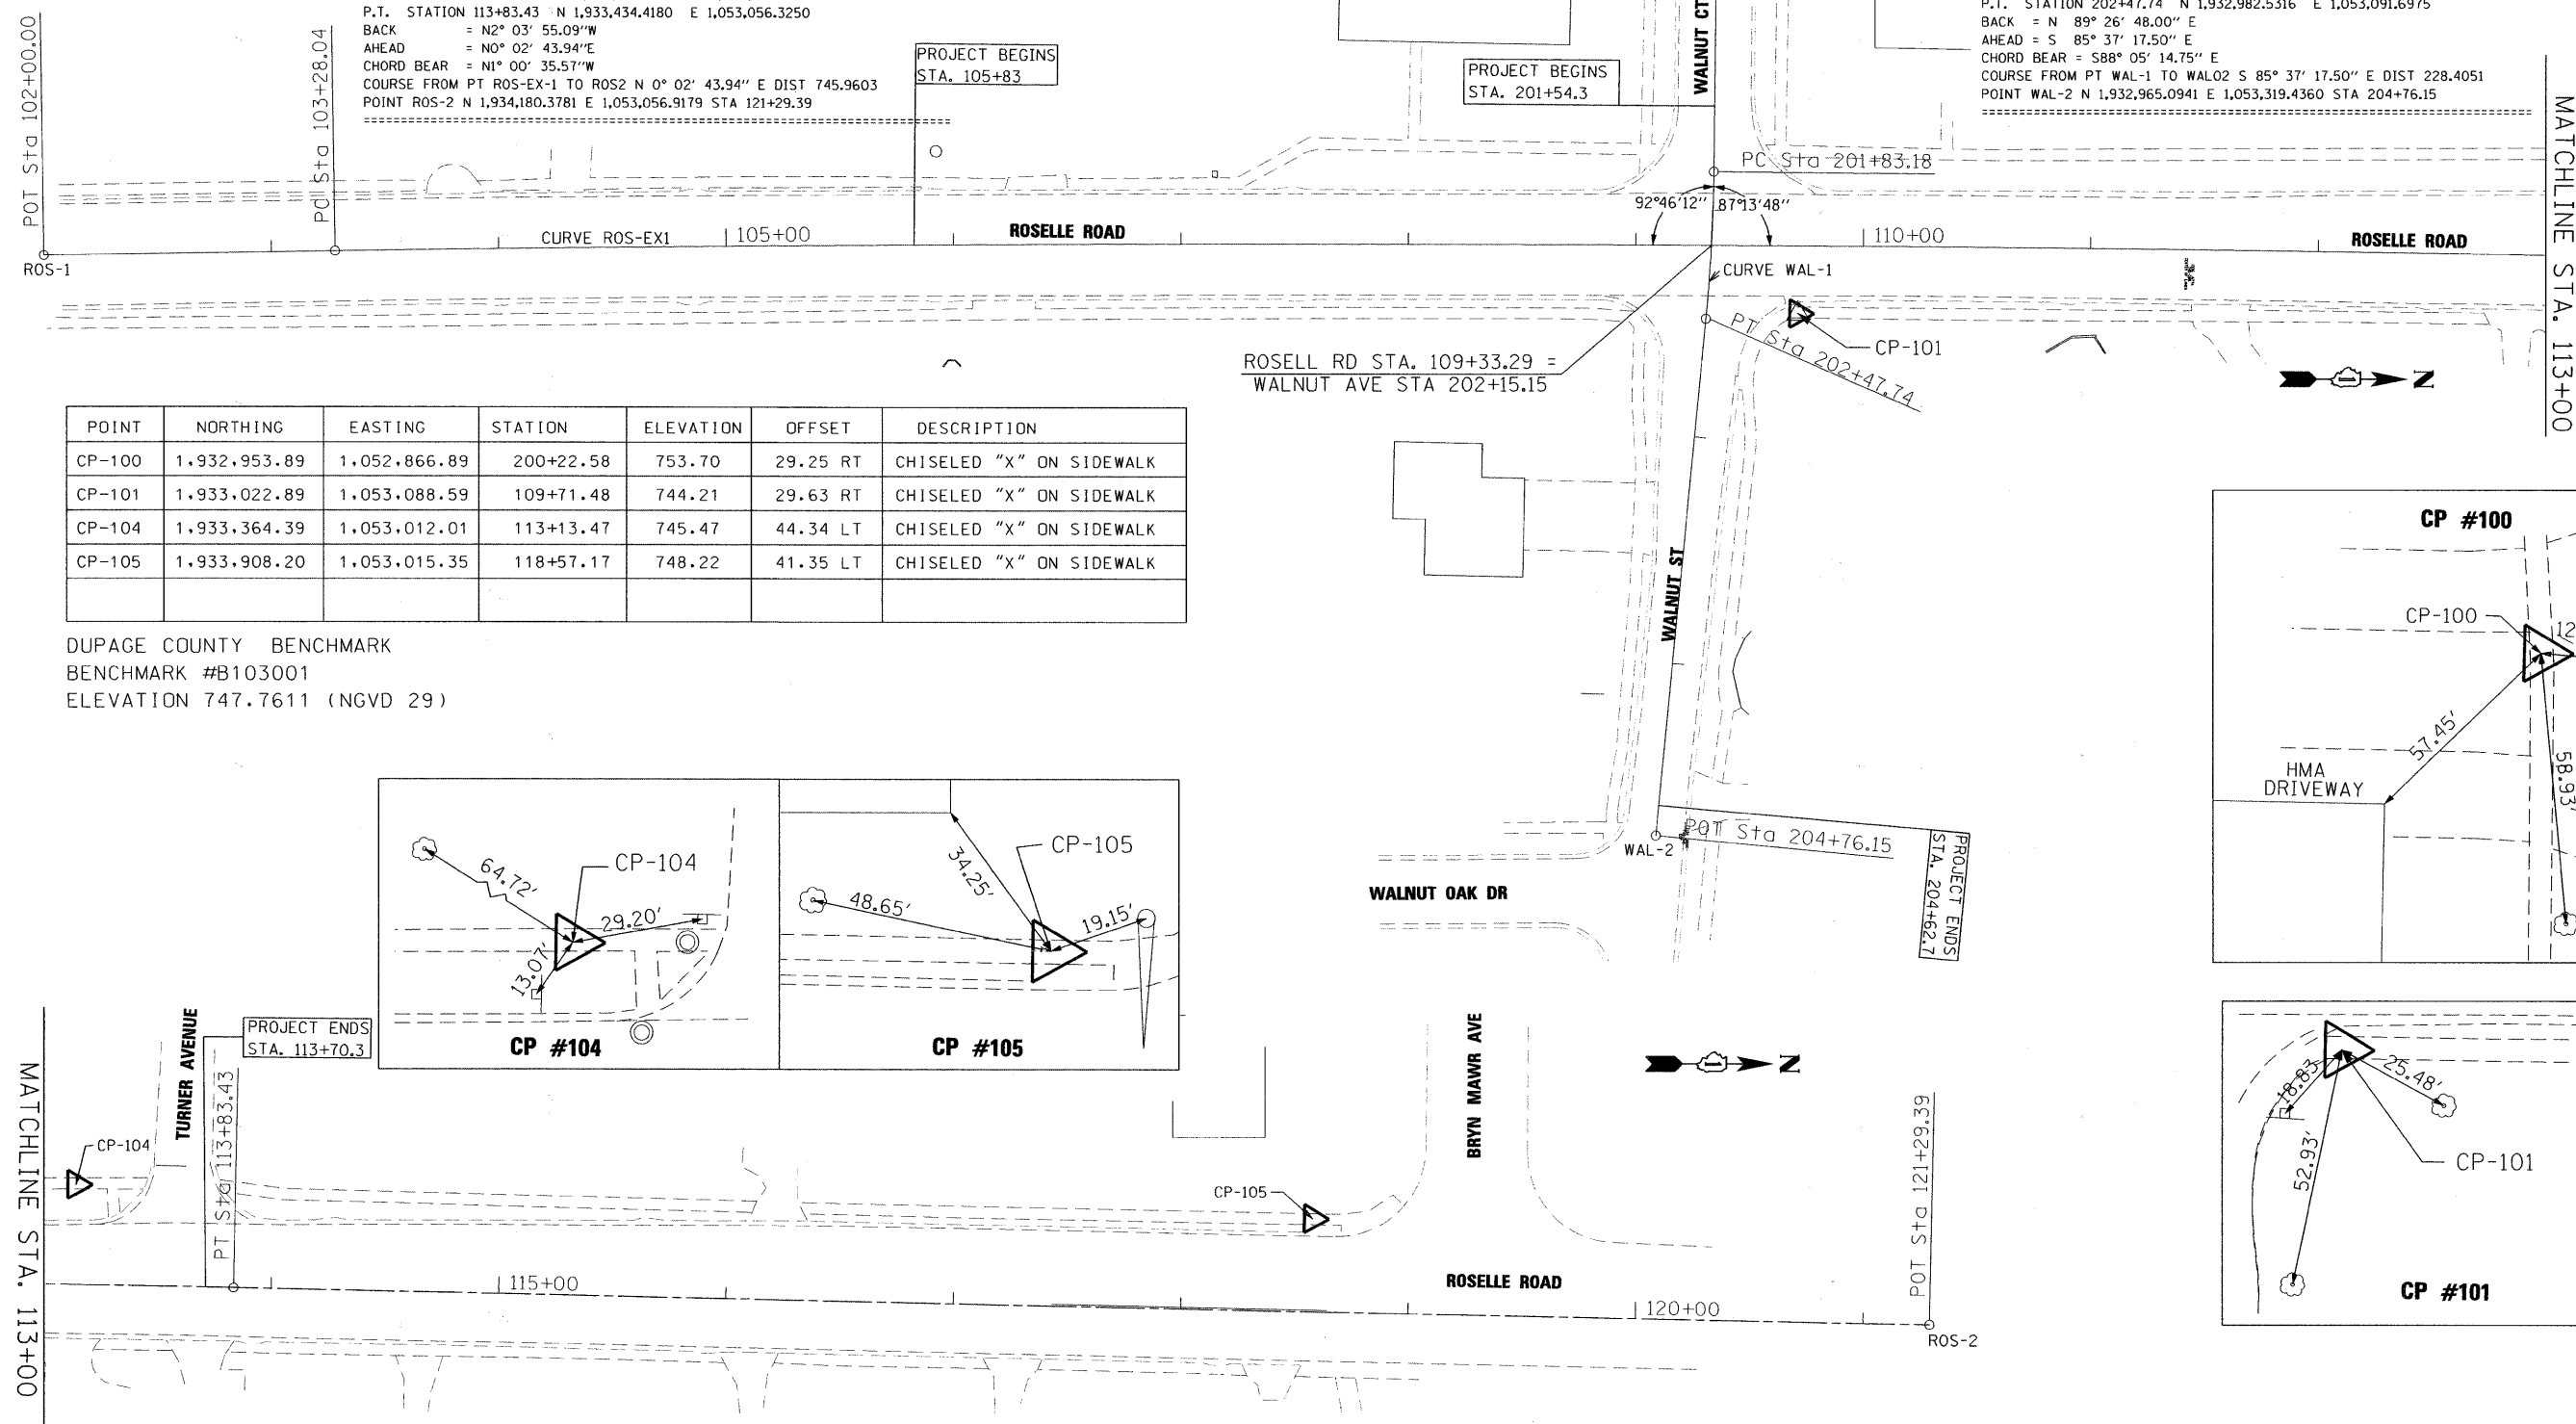 P.T. STATION 113+83.43 N 1,933,434.4180 E 1,053,056.3250
BACK = N2° 03' 55.09"W
AHEAD = N0° 02' 43.94"E
CHORD BEAR = N1° 00' 35.57"W
COURSE FROM PT ROS-EX-1 TO ROS2 N 0° 02' 43.94" E DIST 745.9603
POINT ROS-2 N 1,934,180.3781 E 1,053,056.9179 STA 121+29.39
P.T. STATION 202+47.74 N 1,932,982.5316 E 1,053,091.6975
BACK = N 89° 26' 48.00" E
AHEAD = S 85° 37' 17.50" E
CHORD BEAR = S88° 05' 14.75" E
COURSE FROM PT WAL-1 TO WAL02 S 85° 37' 17.50" E DIST 228.4051
POINT WAL-2 N 1,932,965.0941 E 1,053,319.4360 STA 204+76.15
POT Sta 102+00.00
PC Sta 103+28.04
PROJECT BEGINS
STA. 105+83
PROJECT BEGINS
STA. 201+54.3
WALNUT CT
PC Sta 201+83.18
92°46'12"
87°13'48"
MATCHLINE STA. 113+00
ROS-1
CURVE ROS-EX1
105+00
ROSELLE ROAD
110+00
ROSELLE ROAD
CURVE WAL-1
PT Sta 202+47.74
CP-101
ROSELL RD STA. 109+33.29 =
WALNUT AVE STA 202+15.15
N
POINT NORTHING EASTING STATION ELEVATION OFFSET DESCRIPTION
CP-100 1,932,953.89 1,052,866.89 200+22.58 753.70 29.25 RT CHISELED "X" ON SIDEWALK
CP-101 1,933,022.89 1,053,088.59 109+71.48 744.21 29.63 RT CHISELED "X" ON SIDEWALK
CP-104 1,933,364.39 1,053,012.01 113+13.47 745.47 44.34 LT CHISELED "X" ON SIDEWALK
CP-105 1,933,908.20 1,053,015.35 118+57.17 748.22 41.35 LT CHISELED "X" ON SIDEWALK
DUPAGE COUNTY BENCHMARK
BENCHMARK #B103001
ELEVATION 747.7611 (NGVD 29)
WALNUT ST
WAL-2
POT Sta 204+76.15
PROJECT ENDS
STA. 204+62.7
WALNUT OAK DR
CP #100
CP-100
12
57.45'
58.93'
HMA
DRIVEWAY
64.72'
CP-104
29.20'
13.07'
CP #104
34.25'
CP-105
48.65'
19.15'
CP #105
18.83
25.48'
52.93'
CP-101
CP #101
MATCHLINE STA. 113+00
CP-104
TURNER AVENUE
PROJECT ENDS
STA. 113+70.3
PT Sta 113+83.43
115+00
CP-105
BRYN MAWR AVE
N
ROSELLE ROAD
120+00
POT Sta 121+29.39
ROS-2